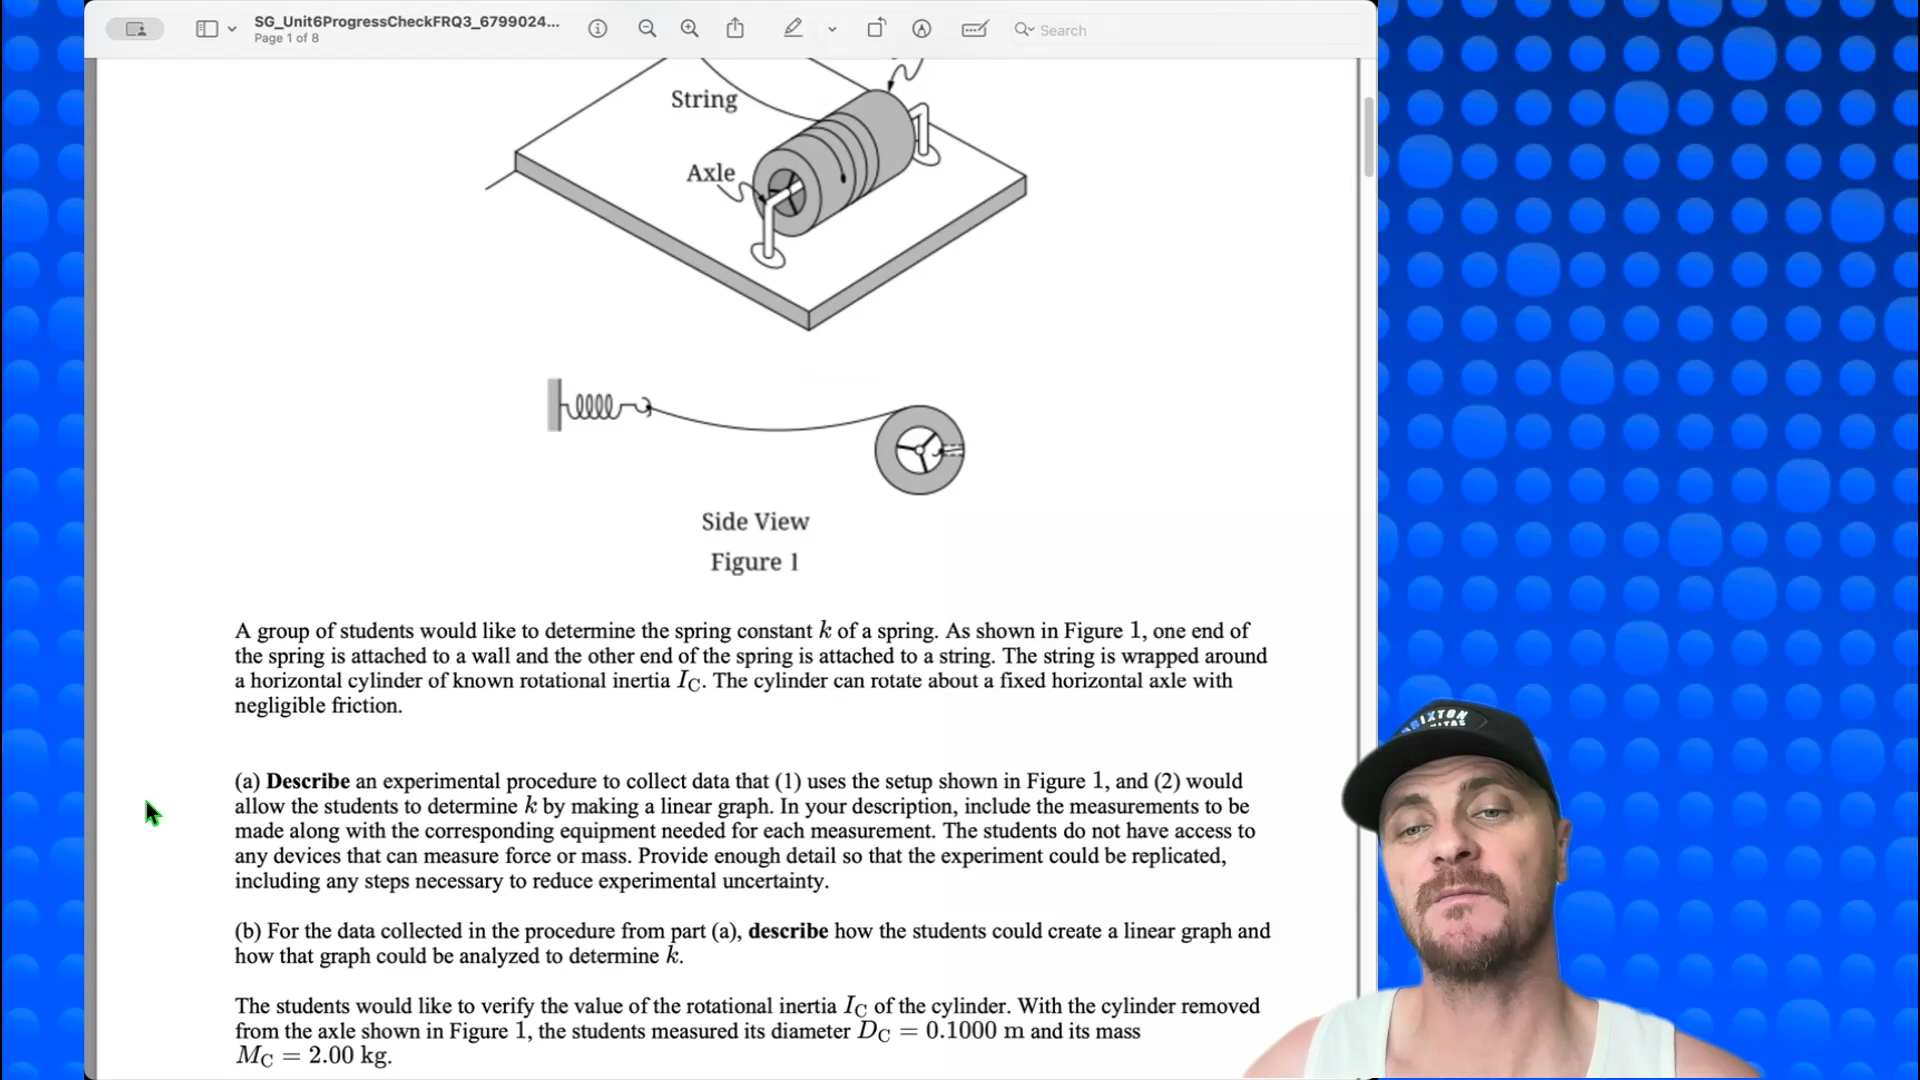 SG_Unit6ProgressCheckFRQ3_6799024...
Page 1 of 8
Search
String
Axle
Side View
Figure 1
A group of students would like to determine the spring constant k of a spring. As shown in Figure 1, one end of
the spring is attached to a wall and the other end of the spring is attached to a string. The string is wrapped around
a horizontal cylinder of known rotational inertia I_C. The cylinder can rotate about a fixed horizontal axle with
negligible friction.
(a) Describe an experimental procedure to collect data that (1) uses the setup shown in Figure 1, and (2) would
allow the students to determine k by making a linear graph. In your description, include the measurements to be
made along with the corresponding equipment needed for each measurement. The students do not have access to
any devices that can measure force or mass. Provide enough detail so that the experiment could be replicated,
including any steps necessary to reduce experimental uncertainty.
(b) For the data collected in the procedure from part (a), describe how the students could create a linear graph and
how that graph could be analyzed to determine k.
The students would like to verify the value of the rotational inertia I_C of the cylinder. With the cylinder removed
from the axle shown in Figure 1, the students measured its diameter D_C = 0.1000 m and its mass
M_C = 2.00 kg.